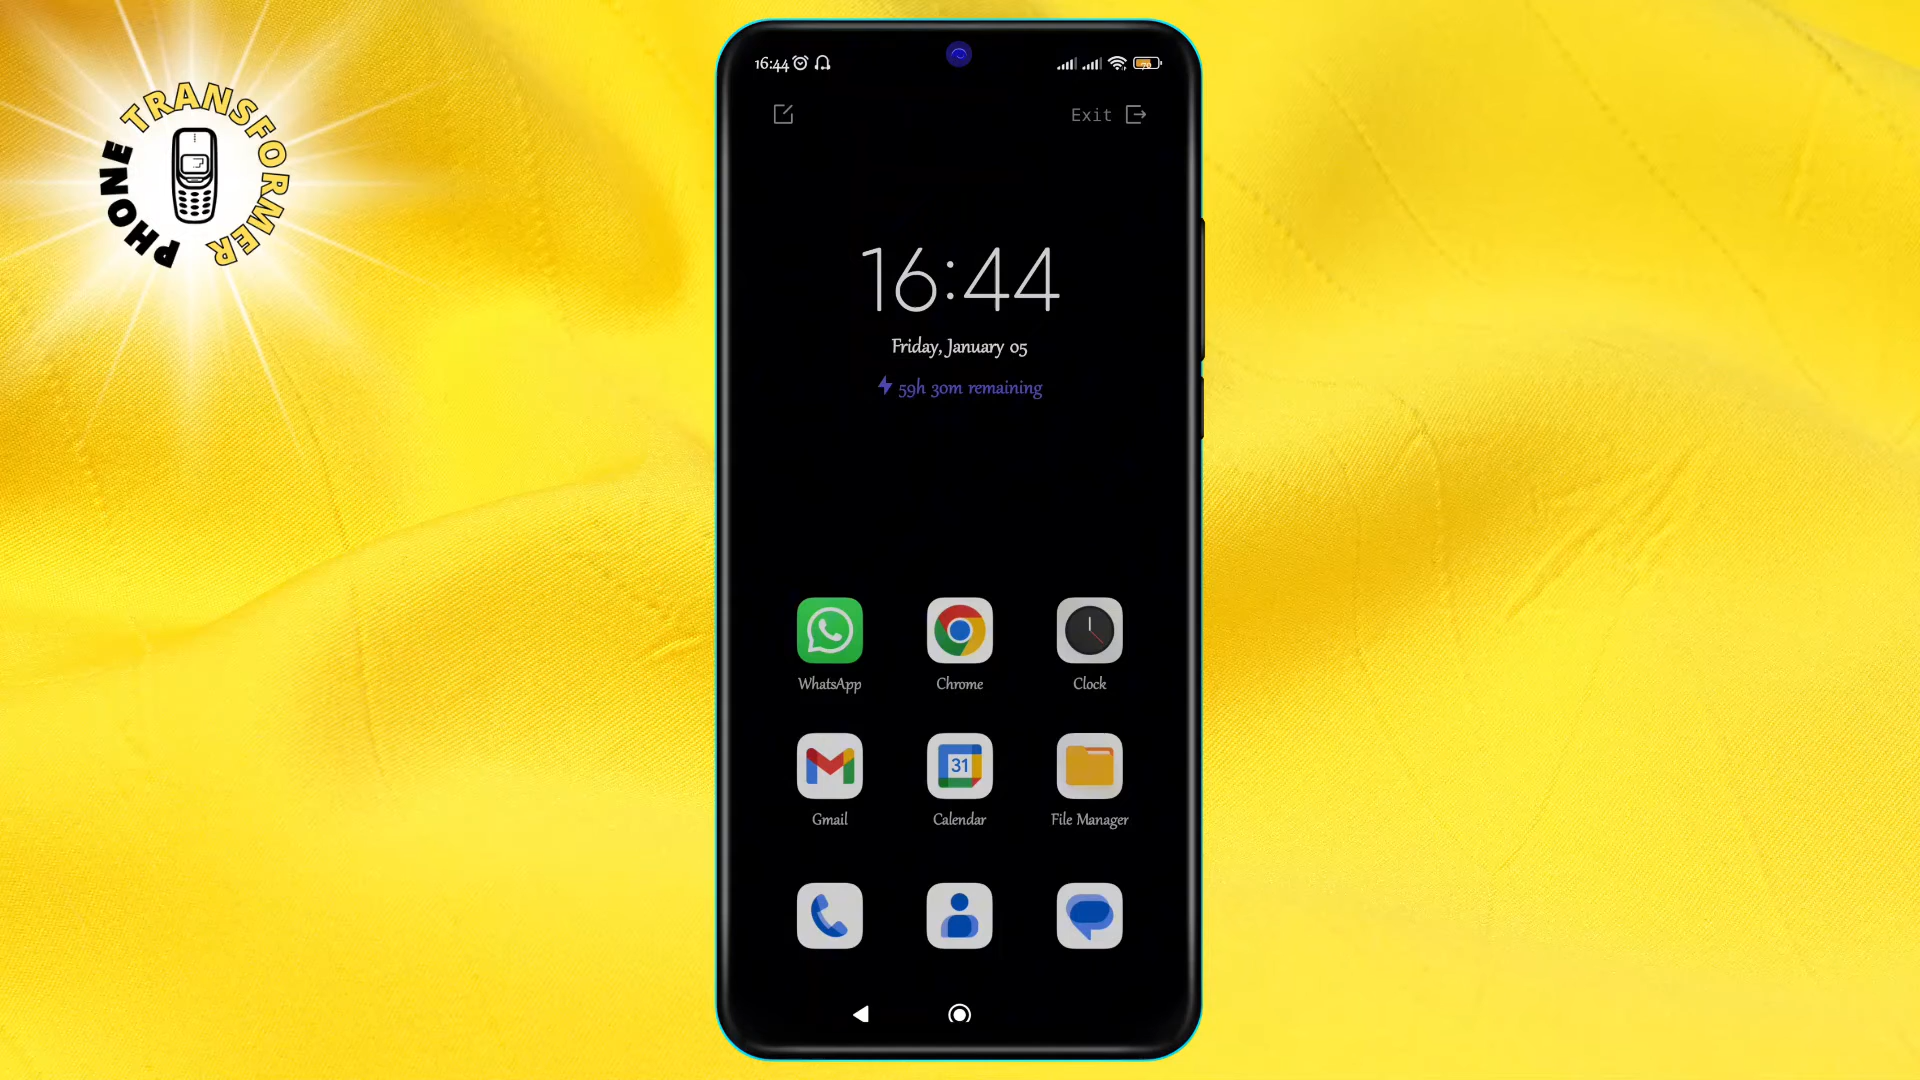 PHONE TRANSFORMER
16:44
Exit
16:44
Friday, January 05
59h 30m remaining
WhatsApp
Chrome
Clock
Gmail
31
Calendar
File Manager